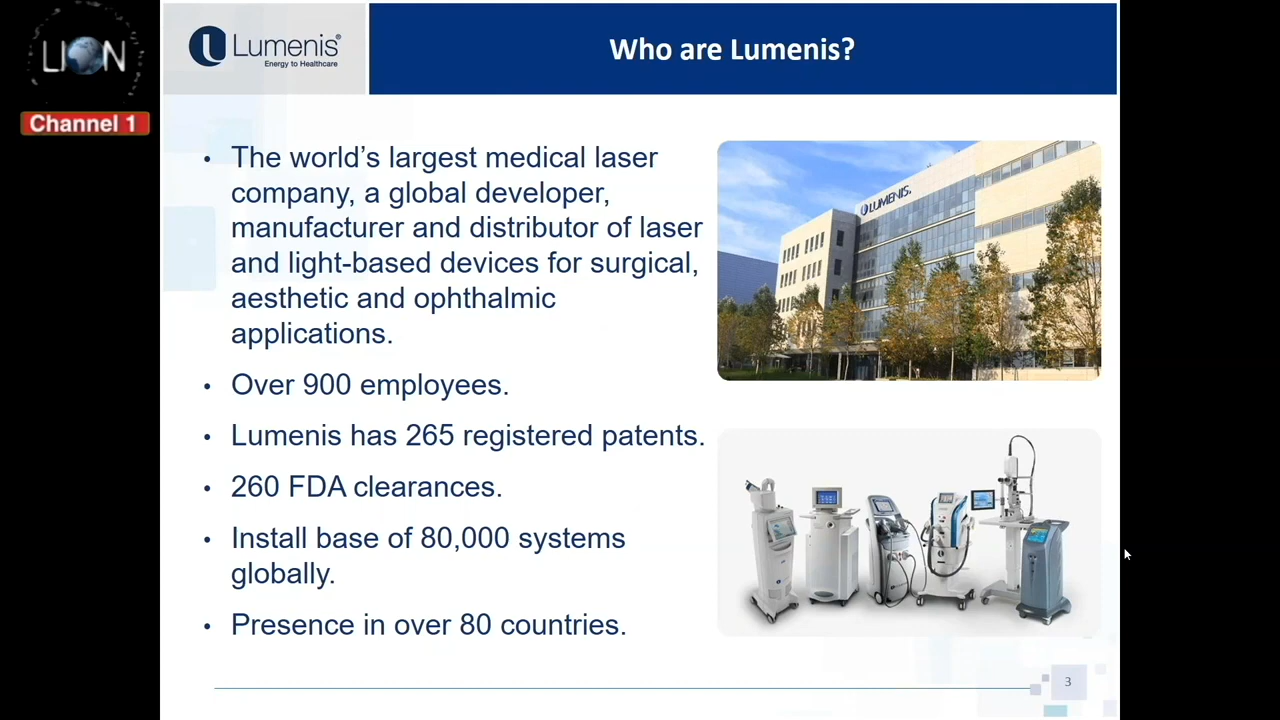 LION
Channel 1
Lumenis®
Energy to Healthcare
Who are Lumenis?
• The world’s largest medical laser
company, a global developer,
manufacturer and distributor of laser
and light-based devices for surgical,
aesthetic and ophthalmic
applications.
• Over 900 employees.
• Lumenis has 265 registered patents.
• 260 FDA clearances.
• Install base of 80,000 systems
globally.
• Presence in over 80 countries.
LUMENIS.
3